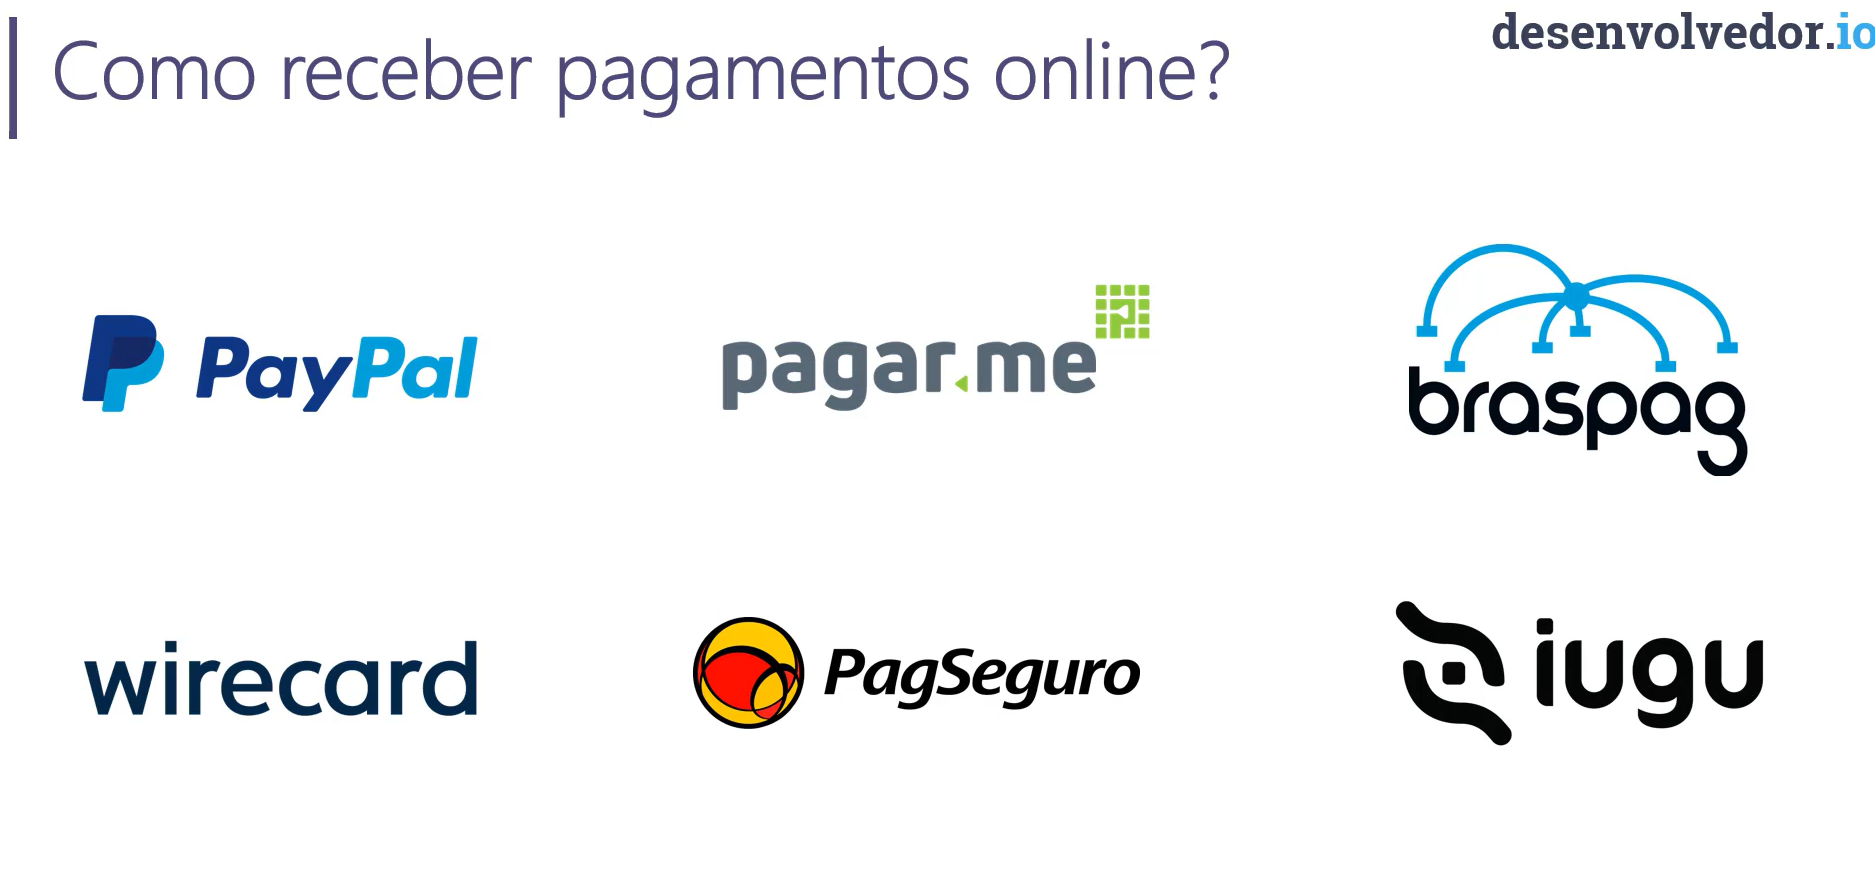 Como receber pagamentos online?
desenvolvedor.io
PayPal
pagar.me
braspag
wirecard
PagSeguro
iugu